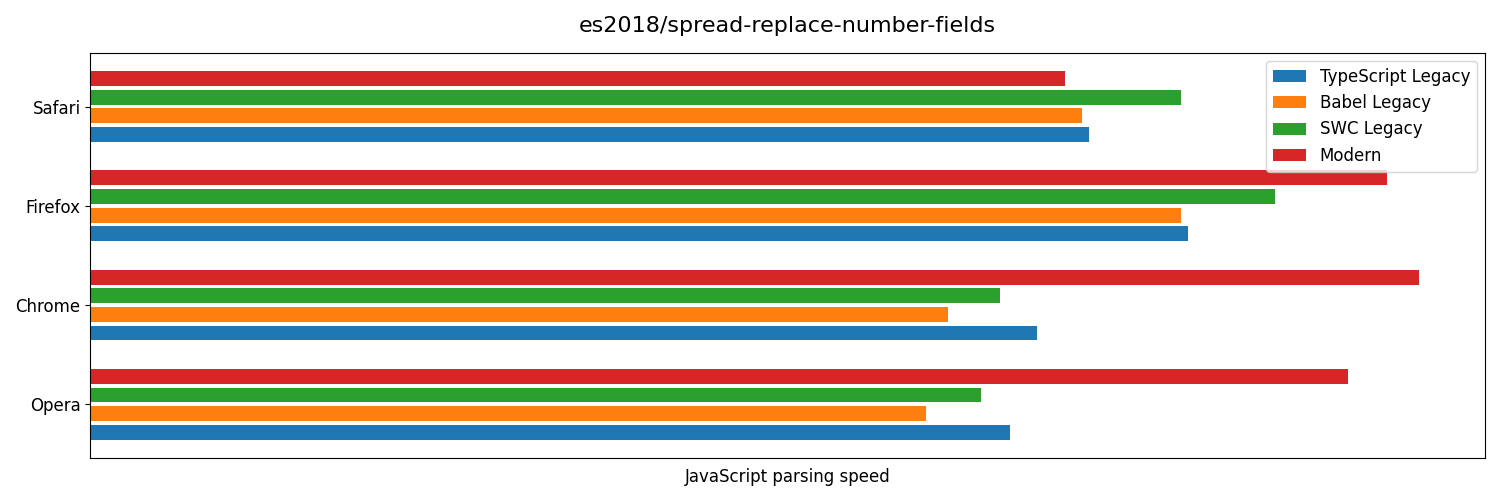 es2018/spread-replace-number-fields
TypeScript Legacy
Babel Legacy
SWC Legacy
Modern
Safari
Firefox
Chrome
Opera
JavaScript parsing speed